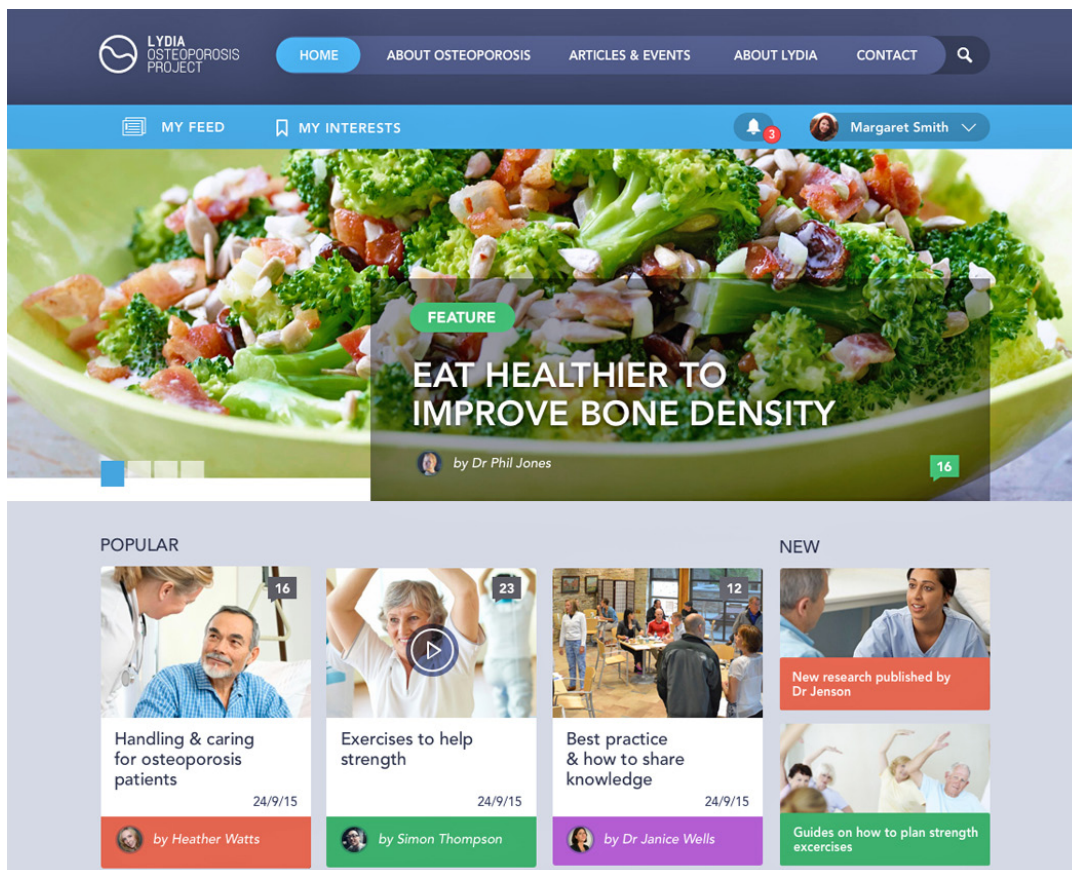 LYDIA
OSTEOPOROSIS
PROJECT
HOME
ABOUT OSTEOPOROSIS
ARTICLES & EVENTS
ABOUT LYDIA
CONTACT
MY FEED
MY INTERESTS
3
Margaret Smith
FEATURE
EAT HEALTHIER TO
IMPROVE BONE DENSITY
by Dr Phil Jones
16
POPULAR
16
Handling & caring
for osteoporosis
patients
24/9/15
by Heather Watts
23
Exercises to help
strength
24/9/15
by Simon Thompson
12
Best practice
& how to share
knowledge
24/9/15
by Dr Janice Wells
NEW
New research published by
Dr Jenson
Guides on how to plan strength
excercises